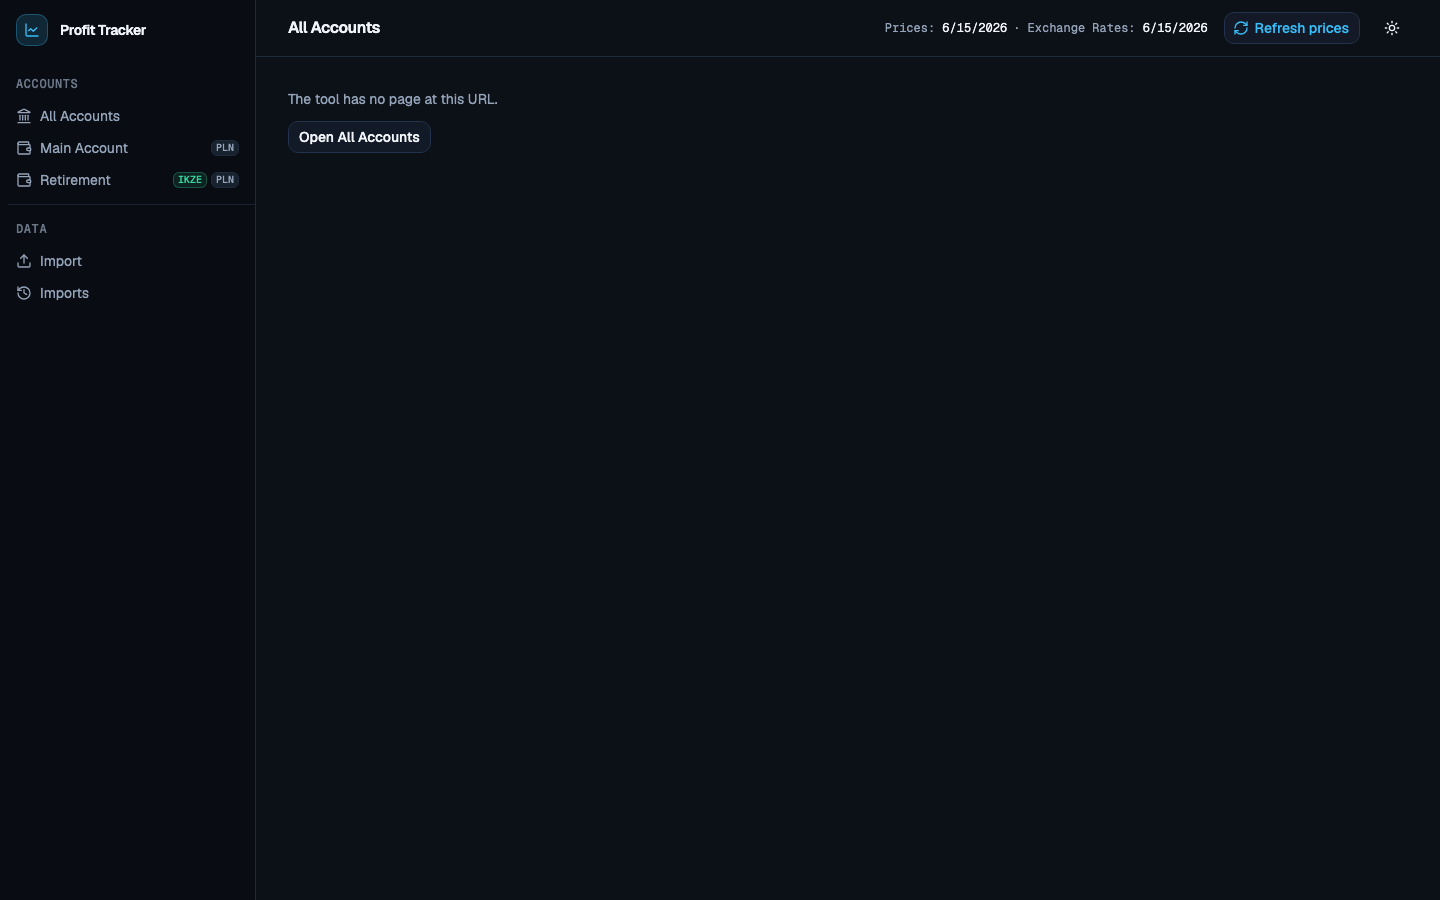 Profit Tracker
All Accounts
Prices: 6/15/2026 · Exchange Rates: 6/15/2026
Refresh prices
ACCOUNTS
All Accounts
Main Account PLN
Retirement IKZE PLN
DATA
Import
Imports
The tool has no page at this URL.
Open All Accounts